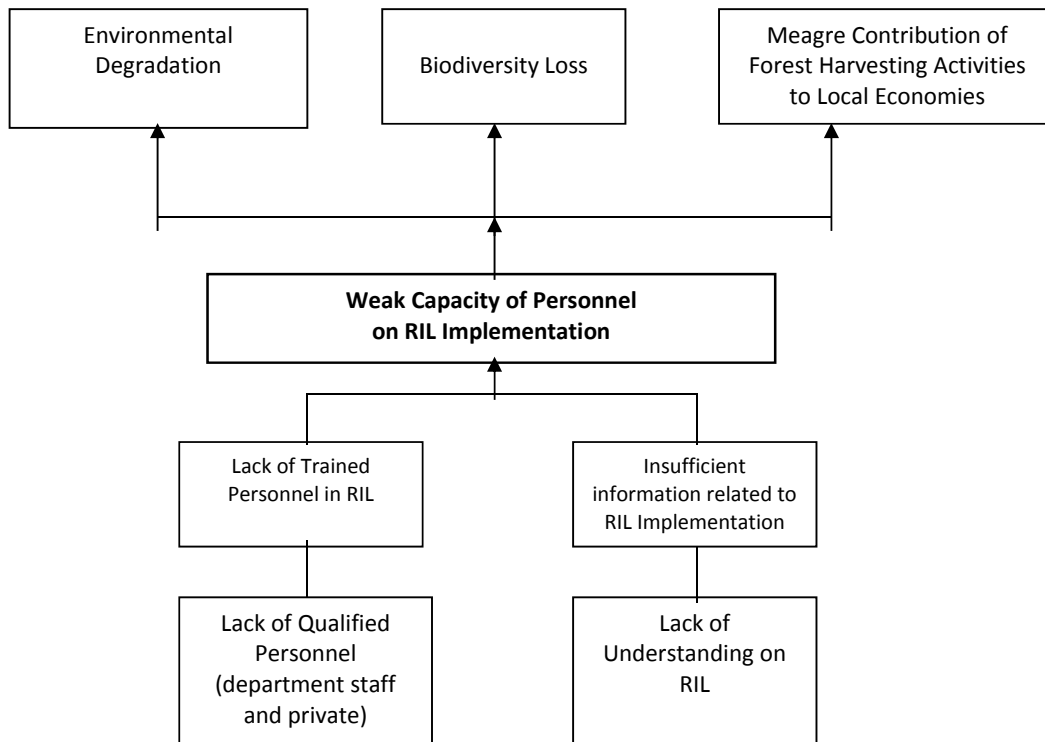 Environmental
Degradation
Biodiversity Loss
Meagre Contribution of
Forest Harvesting Activities
to Local Economies
Weak Capacity of Personnel
on RIL Implementation
Lack of Trained
Personnel in RIL
Insufficient
information related to
RIL Implementation
Lack of Qualified
Personnel
(department staff
and private)
Lack of
Understanding on
RIL